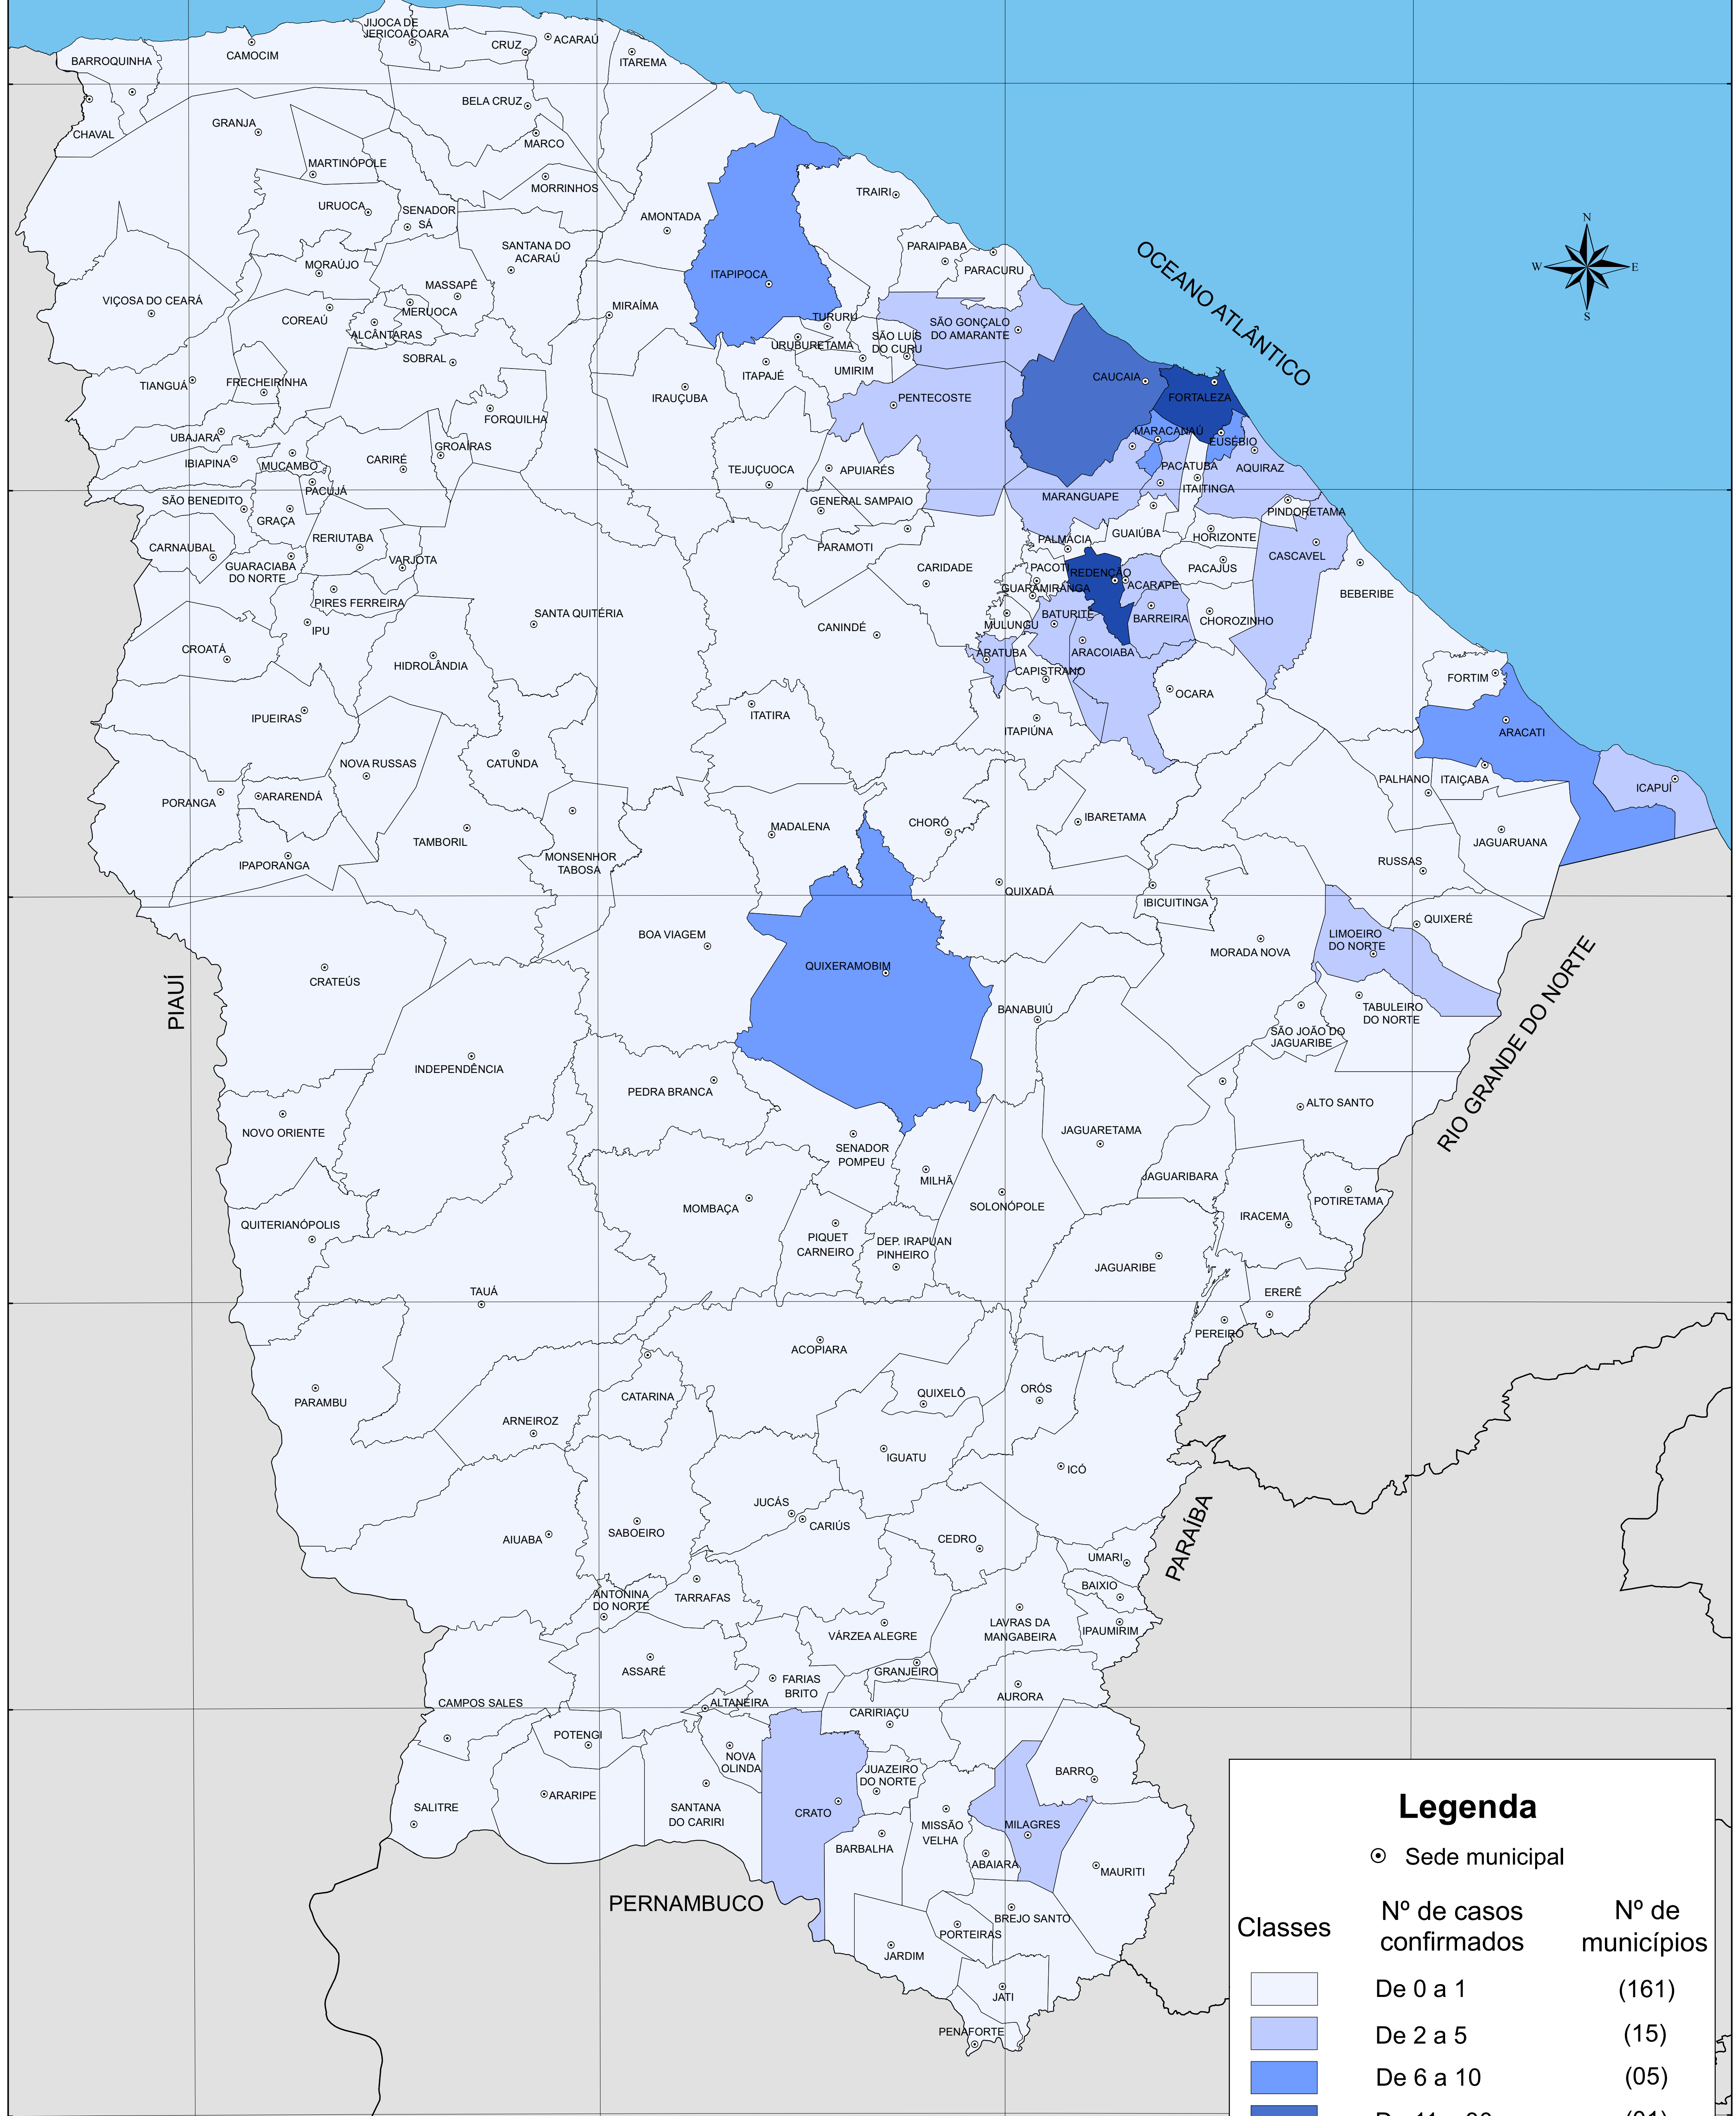 JIJOCA DE
JERICOACOARA
CRUZ
ACARAÚ
ITAREMA
BARROQUINHA
CAMOCIM
CHAVAL
GRANJA
BELA CRUZ
MARCO
MARTINÓPOLE
MORRINHOS
URUOCA
SENADOR
SÁ
TRAIRI
AMONTADA
SANTANA DO
ACARAÚ
PARAIPABA
PARACURU
OCEANO ATLÂNTICO
N
W
E
S
MORAÚJO
MASSAPÊ
ITAPIPOCA
VIÇOSA DO CEARÁ
MERUOCA
MIRAÍMA
COREAÚ
ALCÂNTARAS
TURURÚ
SÃO GONÇALO
DO AMARANTE
URUBURETAMA
SÃO LUÍS
DO CURU
SOBRAL
UMIRIM
ITAPAJÉ
CAUCAIA
FORTALEZA
TIANGUÁ
FRECHEIRINHA
IRAUÇUBA
PENTECOSTE
FORQUILHA
UBAJARA
MARACANAÚ
EUSÉBIO
GROAÍRAS
IBIAPINA
MUCAMBO
CARIRÉ
TEJUÇUOCA
APUIARÉS
PACATUBA
AQUIRAZ
PACUJÁ
ITAITINGA
SÃO BENEDITO
GENERAL SAMPAIO
MARANGUAPE
PINDORETAMA
GRAÇA
RERIUTABA
PALMÁCIA
GUAIÚBA
HORIZONTE
CARNAUBAL
PARAMOTI
CASCAVEL
GUARACIABA
DO NORTE
VARJOTA
CARIDADE
PACOTI
REDENÇÃO
PACAJUS
GUARAMIRANGA
ACARAPE
BEBERIBE
PIRES FERREIRA
SANTA QUITÉRIA
BATURITÉ
BARREIRA
CHOROZINHO
IPU
CANINDÉ
MULUNGU
CROATÁ
HIDROLÂNDIA
ARATUBA
ARACOIABA
CAPISTRANO
FORTIM
OCARA
IPUEIRAS
ITATIRA
ITAPIÚNA
ARACATI
NOVA RUSSAS
CATUNDA
PALHANO
ITAIÇABA
ICAPUÍ
PORANGA
ARARENDÁ
CHORÓ
IBARETAMA
MADALENA
TAMBORIL
JAGUARUANA
MONSENHOR
TABOSA
IPAPORANGA
RUSSAS
QUIXADÁ
IBICUITINGA
QUIXERÉ
BOA VIAGEM
LIMOEIRO
DO NORTE
MORADA NOVA
QUIXERAMOBIM
CRATEÚS
PIAUÍ
BANABUIÚ
TABULEIRO
DO NORTE
SÃO JOÃO DO
JAGUARIBE
RIO GRANDE DO NORTE
INDEPENDÊNCIA
PEDRA BRANCA
ALTO SANTO
NOVO ORIENTE
JAGUARETAMA
SENADOR
POMPEU
MILHÃ
JAGUARIBARA
POTIRETAMA
MOMBAÇA
SOLONÓPOLE
IRACEMA
QUITERIANÓPOLIS
PIQUET
CARNEIRO
DEP. IRAPUAN
PINHEIRO
JAGUARIBE
TAUÁ
ERERÊ
PEREIRO
ACOPIARA
PARAMBU
CATARINA
QUIXELÔ
ORÓS
ARNEIROZ
IGUATU
ICÓ
JUCÁS
CARIÚS
AIUABA
SABOEIRO
CEDRO
PARAÍBA
UMARI
BAIXIO
ANTONINA
DO NORTE
TARRAFAS
LAVRAS DA
MANGABEIRA
IPAUMIRIM
VÁRZEA ALEGRE
ASSARÉ
GRANJEIRO
FARIAS
BRITO
AURORA
CAMPOS SALES
ALTANEIRA
CARIRIAÇU
POTENGI
NOVA
OLINDA
JUAZEIRO
DO NORTE
BARRO
ARARIPE
SALITRE
SANTANA
DO CARIRI
CRATO
MISSÃO
VELHA
MILAGRES
BARBALHA
ABAIARA
MAURITI
PERNAMBUCO
BREJO SANTO
PORTEIRAS
JARDIM
JATI
PENAFORTE
Legenda
Sede municipal
Classes
Nº de casos
confirmados
Nº de
municípios
De 0 a 1
(161)
De 2 a 5
(15)
De 6 a 10
(05)